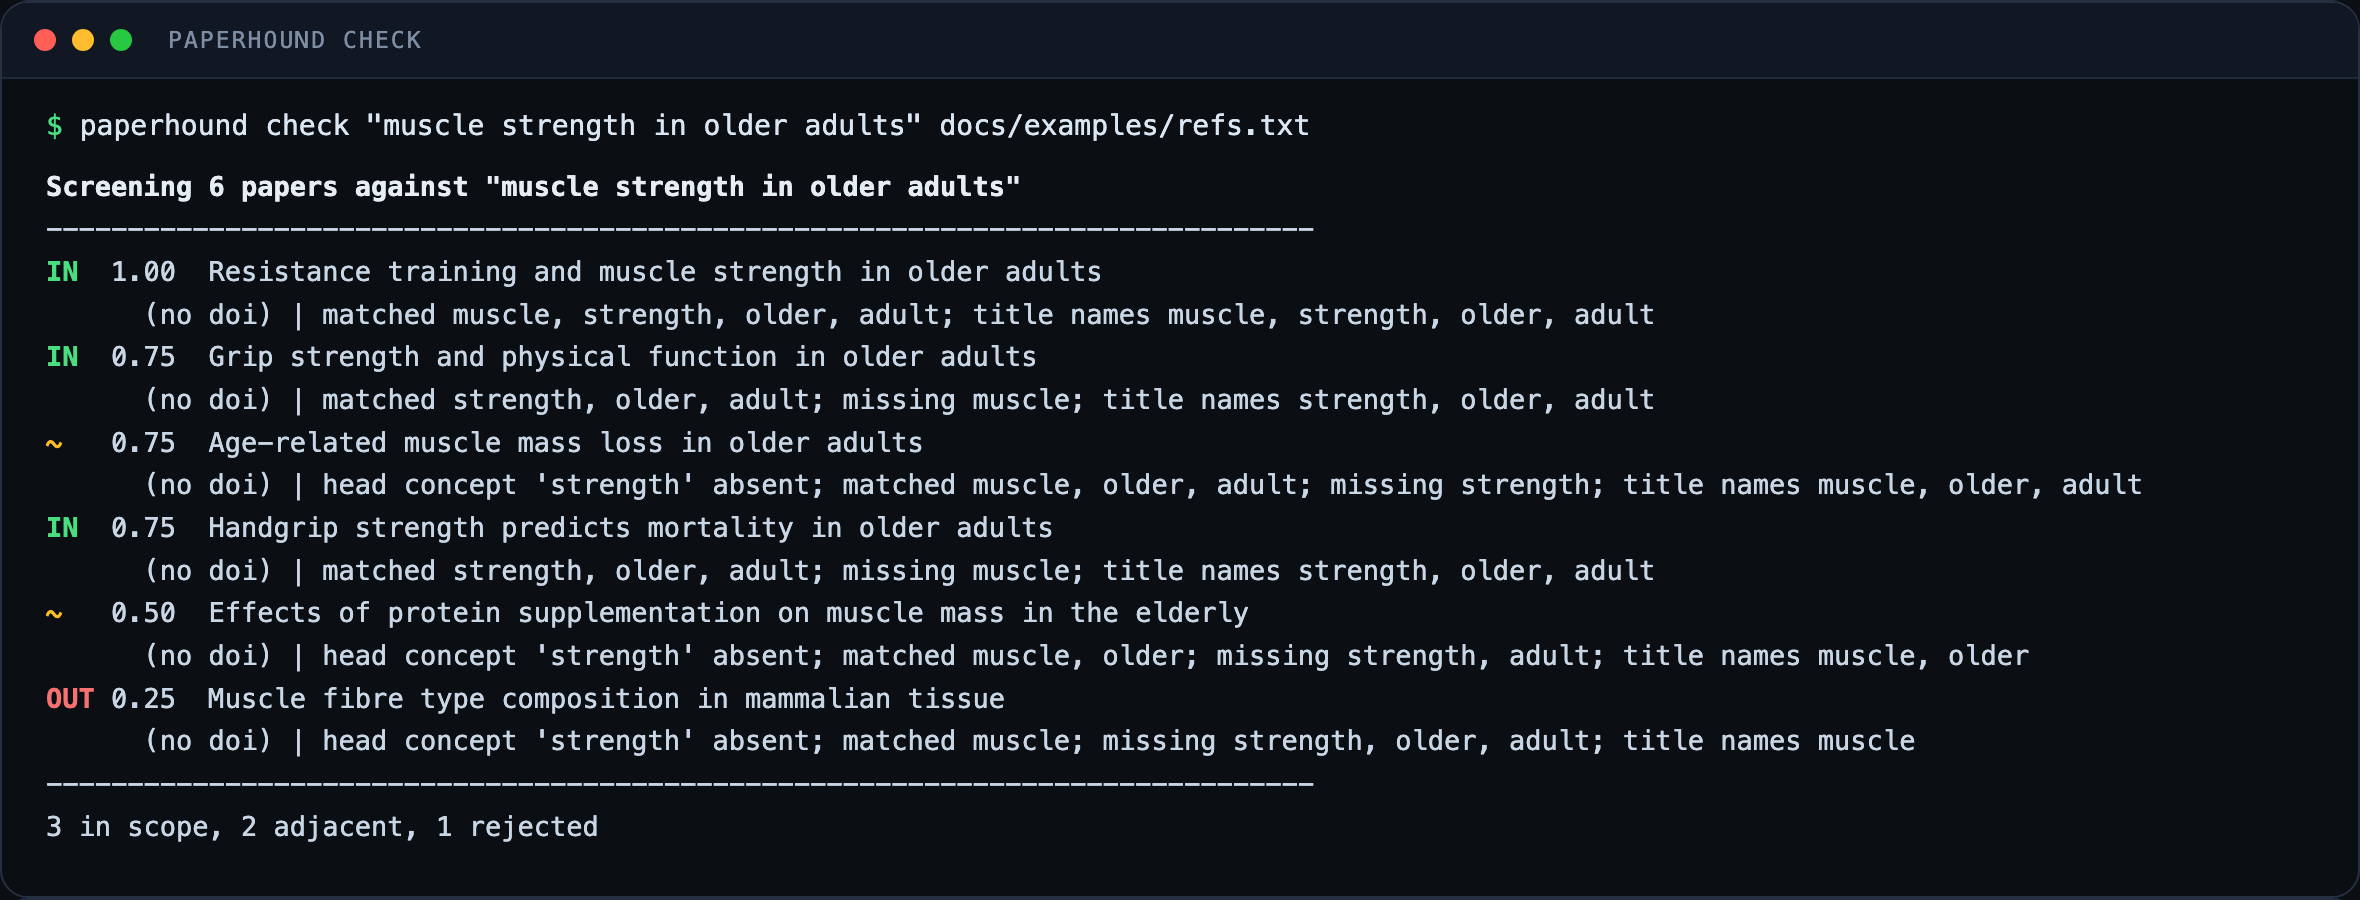 PAPERHOUND CHECK
$ paperhound check "muscle strength in older adults" docs/examples/refs.txt
Screening 6 papers against "muscle strength in older adults"
------------------------------------------------------------------------------
IN  1.00  Resistance training and muscle strength in older adults
      (no doi) | matched muscle, strength, older, adult; title names muscle, strength, older, adult
IN  0.75  Grip strength and physical function in older adults
      (no doi) | matched strength, older, adult; missing muscle; title names strength, older, adult
~   0.75  Age-related muscle mass loss in older adults
      (no doi) | head concept 'strength' absent; matched muscle, older, adult; missing strength; title names muscle, older, adult
IN  0.75  Handgrip strength predicts mortality in older adults
      (no doi) | matched strength, older, adult; missing muscle; title names strength, older, adult
~   0.50  Effects of protein supplementation on muscle mass in the elderly
      (no doi) | head concept 'strength' absent; matched muscle, older; missing strength, adult; title names muscle, older
OUT 0.25  Muscle fibre type composition in mammalian tissue
      (no doi) | head concept 'strength' absent; matched muscle; missing strength, older, adult; title names muscle
------------------------------------------------------------------------------
3 in scope, 2 adjacent, 1 rejected